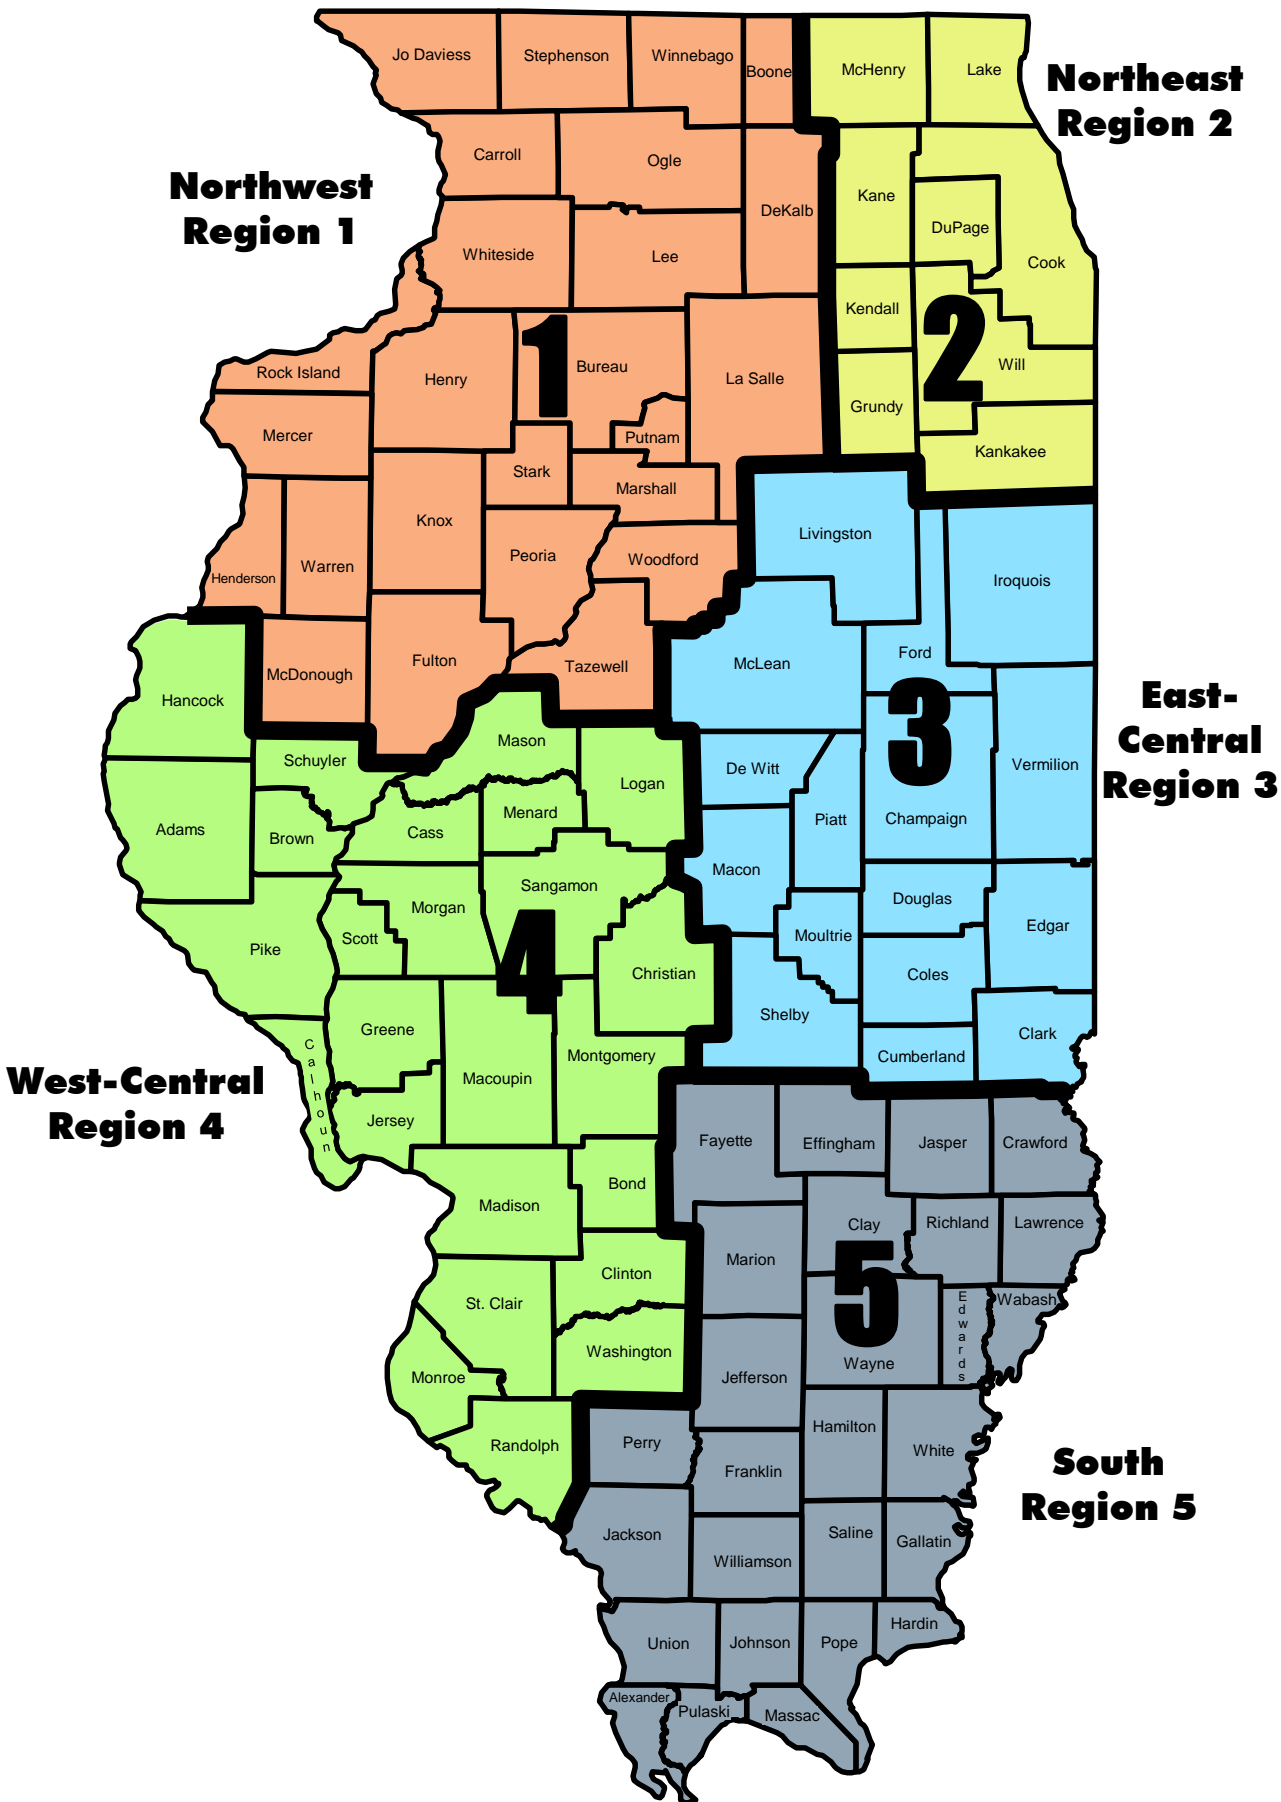 Jo Daviess
Stephenson
Winnebago
Boone
McHenry
Lake
Northeast
Region 2
Carroll
Ogle
Northwest
Region 1
Kane
DeKalb
DuPage
Whiteside
Lee
Cook
Kendall
2
1
Rock Island
Henry
Bureau
La Salle
Will
Grundy
Mercer
Putnam
Kankakee
Stark
Marshall
Knox
Livingston
Peoria
Woodford
Henderson
Warren
Iroquois
McDonough
Fulton
Tazewell
McLean
Ford
Hancock
East-
Central
Region 3
3
Mason
Schuyler
Logan
De Witt
Vermilion
Adams
Brown
Cass
Menard
Piatt
Champaign
Macon
Sangamon
Morgan
Douglas
Scott
Pike
4
Christian
Moultrie
Edgar
Coles
Shelby
Greene
Calhoun
Macoupin
Montgomery
Cumberland
Clark
West-Central
Region 4
Jersey
Fayette
Effingham
Jasper
Crawford
Bond
Madison
Clay
Richland
Lawrence
Marion
Clinton
5
St. Clair
Edwards
Wabash
Washington
Wayne
Monroe
Jefferson
Hamilton
Randolph
Perry
White
Franklin
South
Region 5
Jackson
Saline
Gallatin
Williamson
Hardin
Union
Johnson
Pope
Alexander
Pulaski
Massac